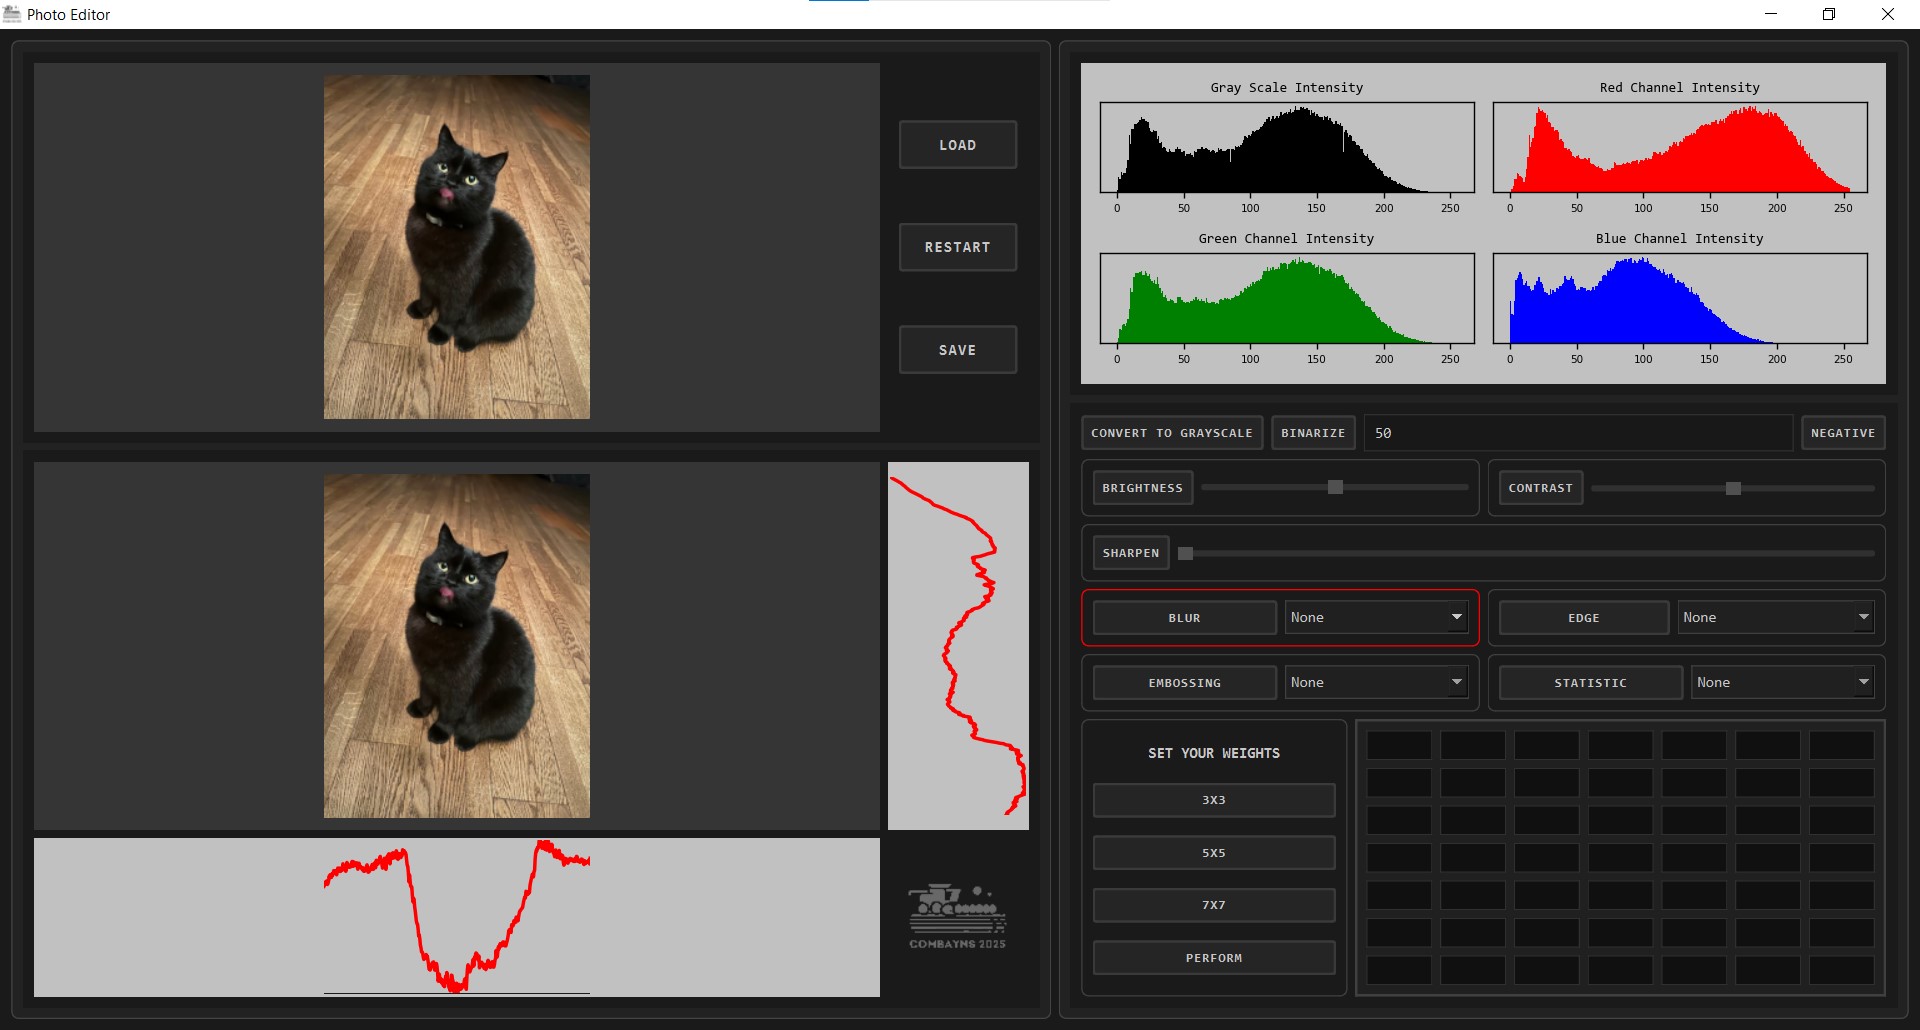 Photo Editor
LOAD
RESTART
SAVE
Gray Scale Intensity
0 50 100 150 200 250
Red Channel Intensity
0 50 100 150 200 250
Green Channel Intensity
0 50 100 150 200 250
Blue Channel Intensity
0 50 100 150 200 250
CONVERT TO GRAYSCALE BINARIZE 50 NEGATIVE
BRIGHTNESS CONTRAST
SHARPEN
BLUR None EDGE None
EMBOSSING None STATISTIC None
SET YOUR WEIGHTS
3X3
5X5
7X7
PERFORM
COMBAYNS 2025